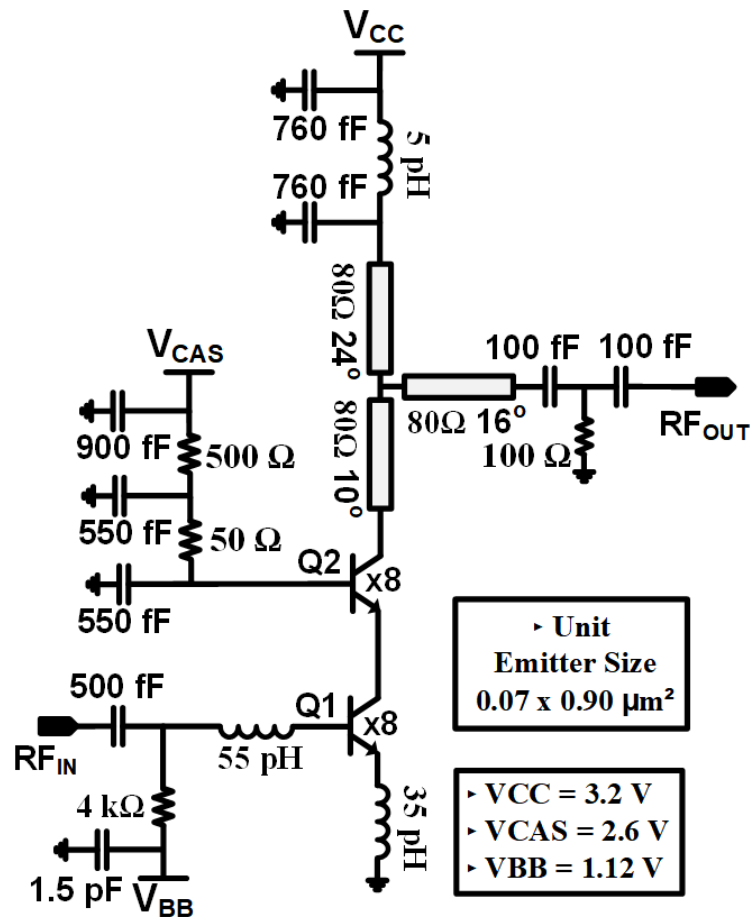 VCC
760 fF
5 pH
760 fF
80Ω 24°
VCAS
100 fF
100 fF
900 fF
500 Ω
80Ω 16°
RFOUT
100 Ω
80Ω 10°
550 fF
50 Ω
Q2
x8
550 fF
▸ Unit
Emitter Size
0.07 x 0.90 µm²
500 fF
Q1
x8
RFIN
55 pH
35 pH
4 kΩ
▸ VCC = 3.2 V
▸ VCAS = 2.6 V
▸ VBB = 1.12 V
1.5 pF
VBB